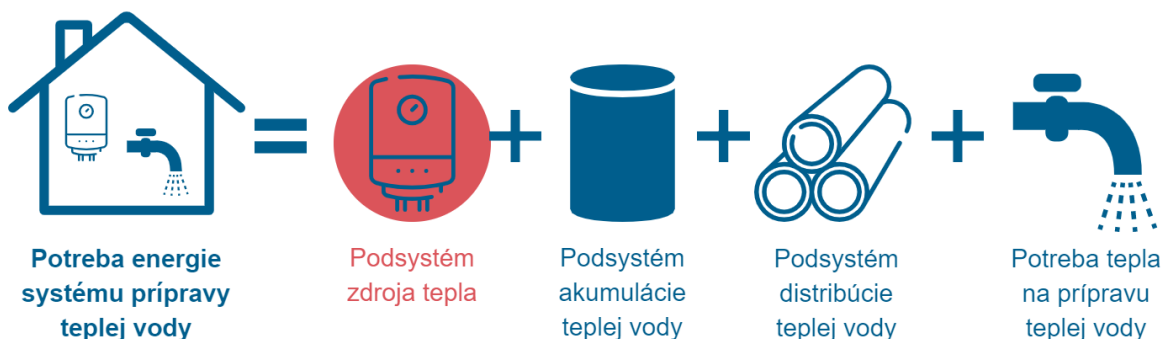 Potreba energie
systému prípravy
teplej vody
Podsystém
zdroja tepla
Podsystém
akumulácie
teplej vody
Podsystém
distribúcie
teplej vody
Potreba tepla
na prípravu
teplej vody